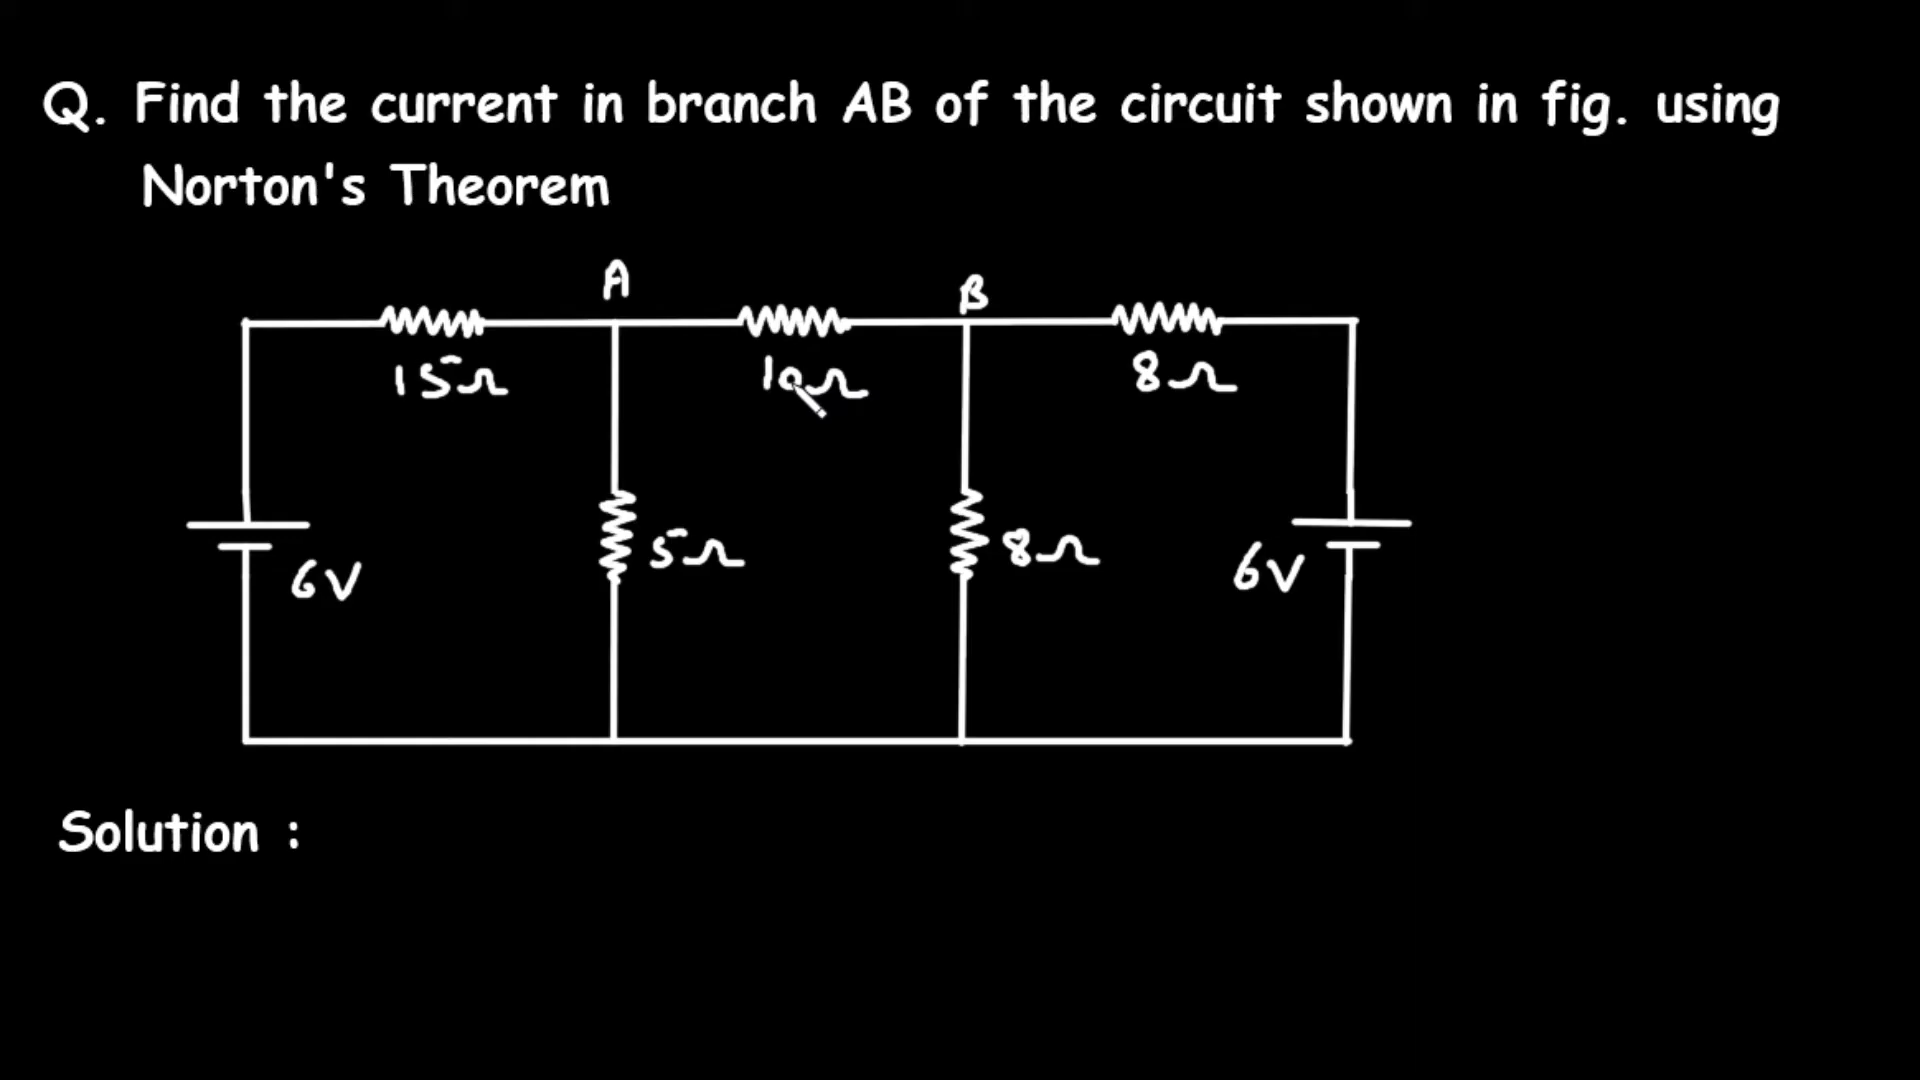 Q. Find the current in branch AB of the circuit shown in fig. using
Norton's Theorem
A
B
15Ω
10Ω
8Ω
5Ω
8Ω
6V
6V
Solution :